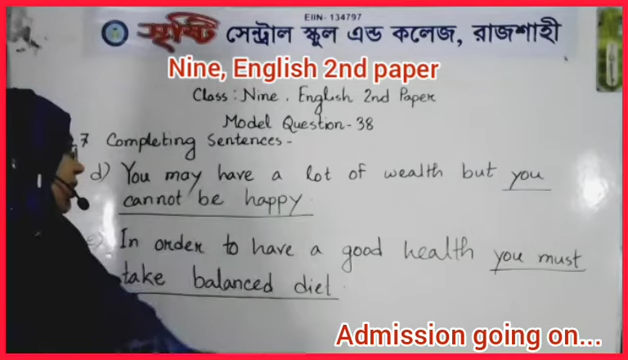 EIIN- 134797
সৃষ্টি সেন্ট্রাল স্কুল এন্ড কলেজ, রাজশাহী
Nine, English 2nd paper
Class : Nine . English 2nd Paper
Model Question - 38
7 Completing Sentences -
d) You may have a lot of wealth but you
cannot be happy.
In order to have a good health you must
take balanced diet.
Admission going on...